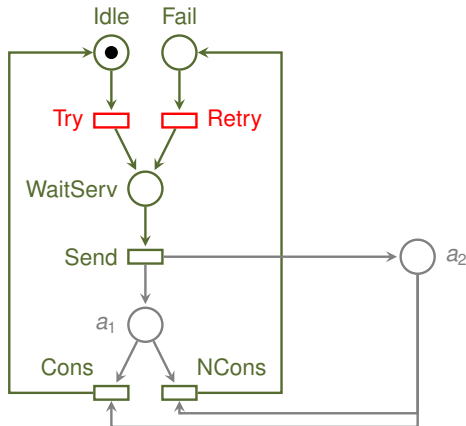 Idle Fail
Try Retry
WaitServ
Send a₂
a₁
Cons NCons